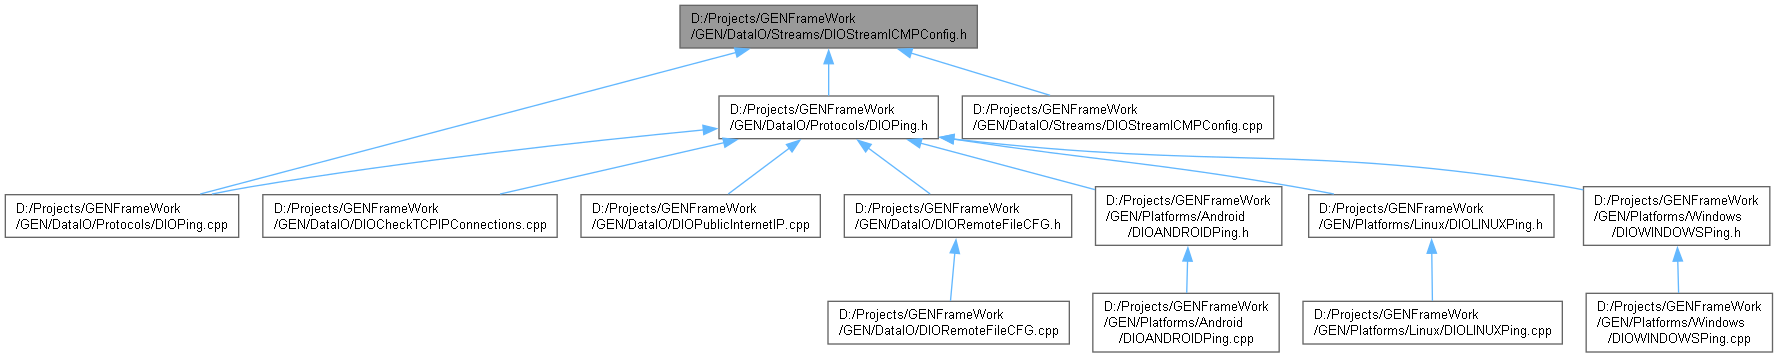 D:/Projects/GENFrameWork
/GEN/DataIO/Streams/DIOStreamICMPConfig.h
D:/Projects/GENFrameWork
/GEN/DataIO/Protocols/DIOPing.h
D:/Projects/GENFrameWork
/GEN/DataIO/Streams/DIOStreamICMPConfig.cpp
D:/Projects/GENFrameWork
/GEN/DataIO/Protocols/DIOPing.cpp
D:/Projects/GENFrameWork
/GEN/DataIO/DIOCheckTCPIPConnections.cpp
D:/Projects/GENFrameWork
/GEN/DataIO/DIOPublicInternetIP.cpp
D:/Projects/GENFrameWork
/GEN/DataIO/DIORemoteFileCFG.h
D:/Projects/GENFrameWork
/GEN/Platforms/Android
/DIOANDROIDPing.h
D:/Projects/GENFrameWork
/GEN/Platforms/Linux/DIOLINUXPing.h
D:/Projects/GENFrameWork
/GEN/Platforms/Windows
/DIOWINDOWSPing.h
D:/Projects/GENFrameWork
/GEN/DataIO/DIORemoteFileCFG.cpp
D:/Projects/GENFrameWork
/GEN/Platforms/Android
/DIOANDROIDPing.cpp
D:/Projects/GENFrameWork
/GEN/Platforms/Linux/DIOLINUXPing.cpp
D:/Projects/GENFrameWork
/GEN/Platforms/Windows
/DIOWINDOWSPing.cpp